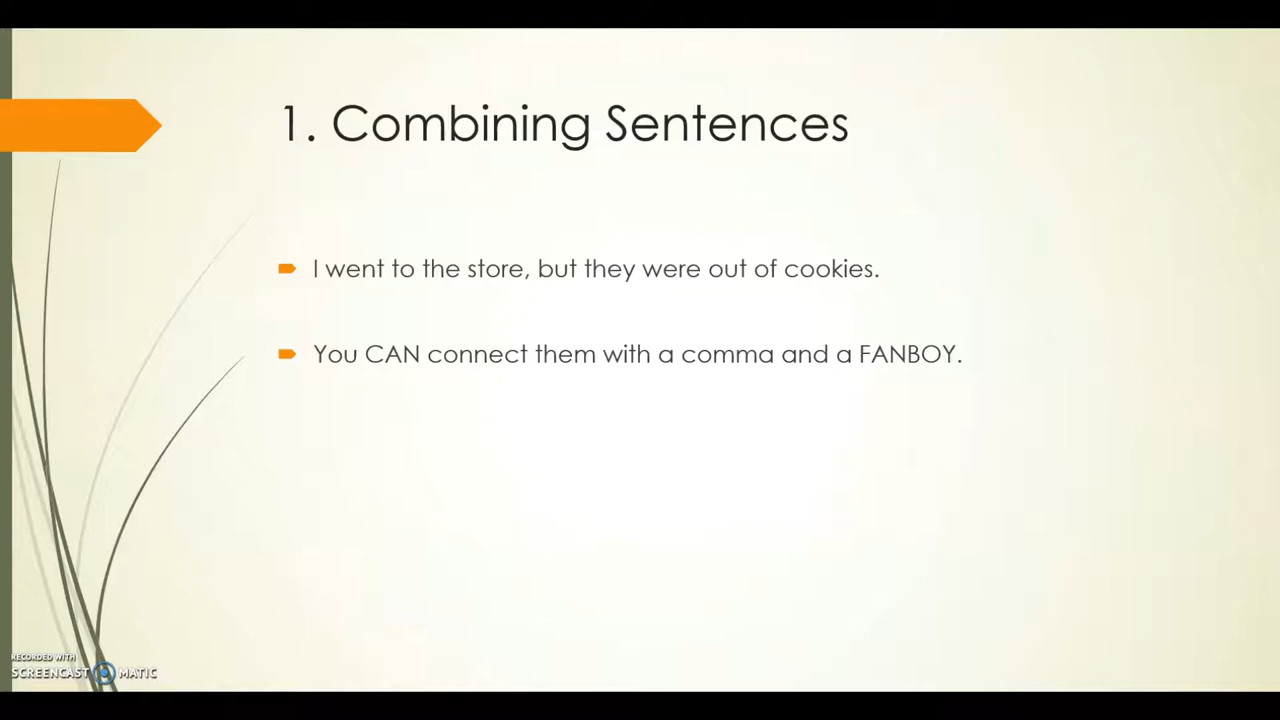 1. Combining Sentences
I went to the store, but they were out of cookies.
You CAN connect them with a comma and a FANBOY.
RECORDED WITH
SCREENCAST MATIC